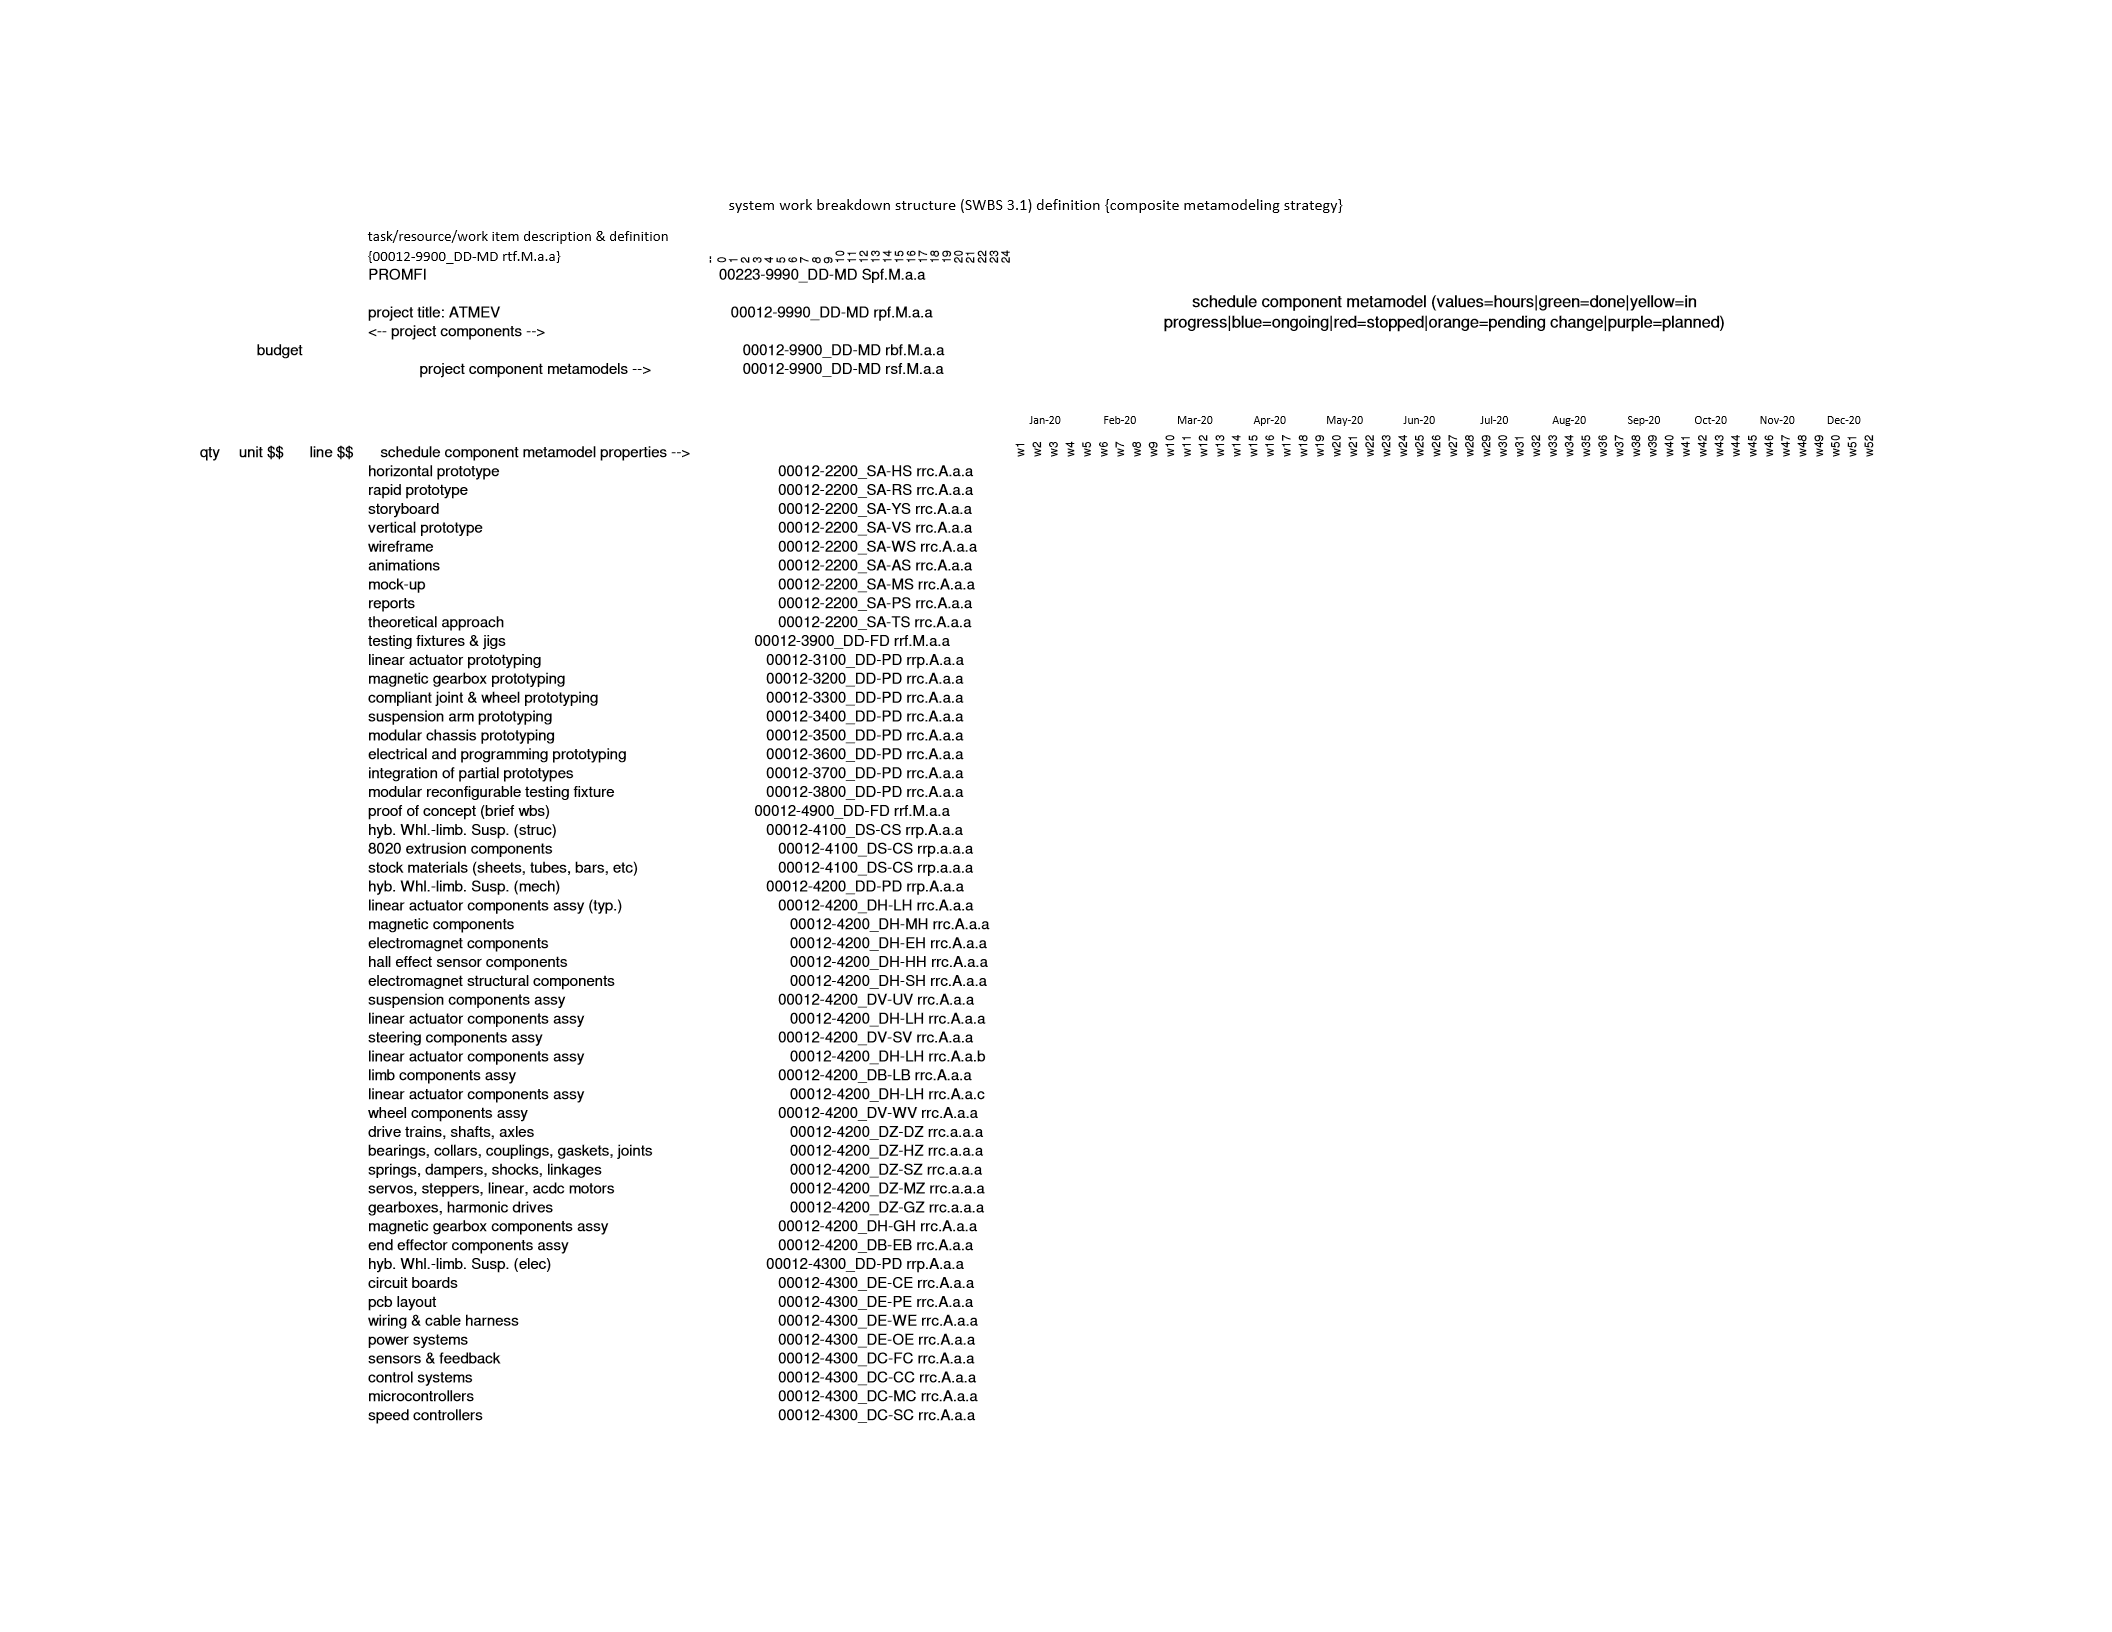 system work breakdown structure (SWBS 3.1) definition {composite metamodeling strategy}
task/resource/work item description & definition
{00012-9900_DD-MD rtf.M.a.a} -- 0 1 2 3 4 5 6 7 8 9 10 11 12 13 14 15 16 17 18 19 20 21 22 23 24
PROMFI 00223-9990_DD-MD Spf.M.a.a
schedule component metamodel (values=hours|green=done|yellow=in
project title: ATMEV 00012-9990_DD-MD rpf.M.a.a
progress|blue=ongoing|red=stopped|orange=pending change|purple=planned)
<-- project components -->
budget 00012-9900_DD-MD rbf.M.a.a
project component metamodels --> 00012-9900_DD-MD rsf.M.a.a
Jan-20 Feb-20 Mar-20 Apr-20 May-20 Jun-20 Jul-20 Aug-20 Sep-20 Oct-20 Nov-20 Dec-20
qty unit $$ line $$ schedule component metamodel properties --> w1 w2 w3 w4 w5 w6 w7 w8 w9 w10 w11 w12 w13 w14 w15 w16 w17 w18 w19 w20 w21 w22 w23 w24 w25 w26 w27 w28 w29 w30 w31 w32 w33 w34 w35 w36 w37 w38 w39 w40 w41 w42 w43 w44 w45 w46 w47 w48 w49 w50 w51 w52
horizontal prototype 00012-2200_SA-HS rrc.A.a.a
rapid prototype 00012-2200_SA-RS rrc.A.a.a
storyboard 00012-2200_SA-YS rrc.A.a.a
vertical prototype 00012-2200_SA-VS rrc.A.a.a
wireframe 00012-2200_SA-WS rrc.A.a.a
animations 00012-2200_SA-AS rrc.A.a.a
mock-up 00012-2200_SA-MS rrc.A.a.a
reports 00012-2200_SA-PS rrc.A.a.a
theoretical approach 00012-2200_SA-TS rrc.A.a.a
testing fixtures & jigs 00012-3900_DD-FD rrf.M.a.a
linear actuator prototyping 00012-3100_DD-PD rrp.A.a.a
magnetic gearbox prototyping 00012-3200_DD-PD rrc.A.a.a
compliant joint & wheel prototyping 00012-3300_DD-PD rrc.A.a.a
suspension arm prototyping 00012-3400_DD-PD rrc.A.a.a
modular chassis prototyping 00012-3500_DD-PD rrc.A.a.a
electrical and programming prototyping 00012-3600_DD-PD rrc.A.a.a
integration of partial prototypes 00012-3700_DD-PD rrc.A.a.a
modular reconfigurable testing fixture 00012-3800_DD-PD rrc.A.a.a
proof of concept (brief wbs) 00012-4900_DD-FD rrf.M.a.a
hyb. Whl.-limb. Susp. (struc) 00012-4100_DS-CS rrp.A.a.a
8020 extrusion components 00012-4100_DS-CS rrp.a.a.a
stock materials (sheets, tubes, bars, etc) 00012-4100_DS-CS rrp.a.a.a
hyb. Whl.-limb. Susp. (mech) 00012-4200_DD-PD rrp.A.a.a
linear actuator components assy (typ.) 00012-4200_DH-LH rrc.A.a.a
magnetic components 00012-4200_DH-MH rrc.A.a.a
electromagnet components 00012-4200_DH-EH rrc.A.a.a
hall effect sensor components 00012-4200_DH-HH rrc.A.a.a
electromagnet structural components 00012-4200_DH-SH rrc.A.a.a
suspension components assy 00012-4200_DV-UV rrc.A.a.a
linear actuator components assy 00012-4200_DH-LH rrc.A.a.a
steering components assy 00012-4200_DV-SV rrc.A.a.a
linear actuator components assy 00012-4200_DH-LH rrc.A.a.b
limb components assy 00012-4200_DB-LB rrc.A.a.a
linear actuator components assy 00012-4200_DH-LH rrc.A.a.c
wheel components assy 00012-4200_DV-WV rrc.A.a.a
drive trains, shafts, axles 00012-4200_DZ-DZ rrc.a.a.a
bearings, collars, couplings, gaskets, joints 00012-4200_DZ-HZ rrc.a.a.a
springs, dampers, shocks, linkages 00012-4200_DZ-SZ rrc.a.a.a
servos, steppers, linear, acdc motors 00012-4200_DZ-MZ rrc.a.a.a
gearboxes, harmonic drives 00012-4200_DZ-GZ rrc.a.a.a
magnetic gearbox components assy 00012-4200_DH-GH rrc.A.a.a
end effector components assy 00012-4200_DB-EB rrc.A.a.a
hyb. Whl.-limb. Susp. (elec) 00012-4300_DD-PD rrp.A.a.a
circuit boards 00012-4300_DE-CE rrc.A.a.a
pcb layout 00012-4300_DE-PE rrc.A.a.a
wiring & cable harness 00012-4300_DE-WE rrc.A.a.a
power systems 00012-4300_DE-OE rrc.A.a.a
sensors & feedback 00012-4300_DC-FC rrc.A.a.a
control systems 00012-4300_DC-CC rrc.A.a.a
microcontrollers 00012-4300_DC-MC rrc.A.a.a
speed controllers 00012-4300_DC-SC rrc.A.a.a